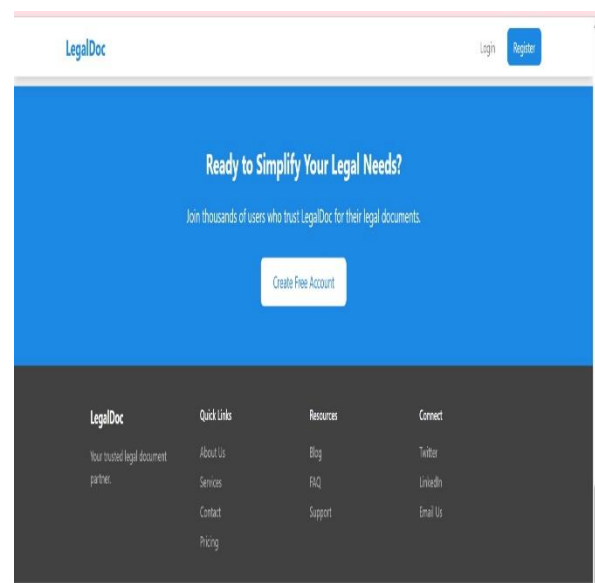 LegalDoc
Login
Register
Ready to Simplify Your Legal Needs?
Join thousands of users who trust LegalDoc for their legal documents.
Create Free Account
LegalDoc
Your trusted legal document
partner.
Quick Links
About Us
Services
Contact
Pricing
Resources
Blog
FAQ
Support
Connect
Twitter
LinkedIn
Email Us